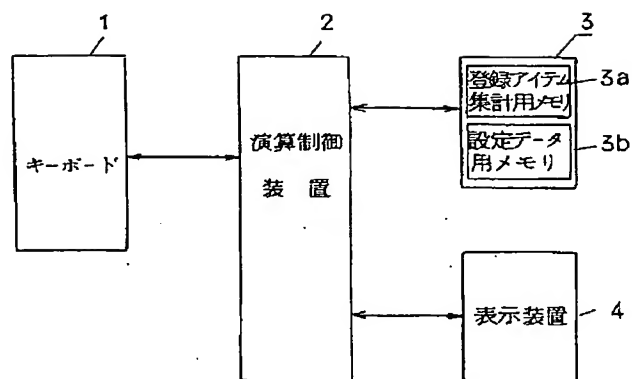 1
キーボード
2
演算制御
装置
3
登録アイテム
集計用メモリ
3a
設定データ
用メモリ
3b
表示装置
4